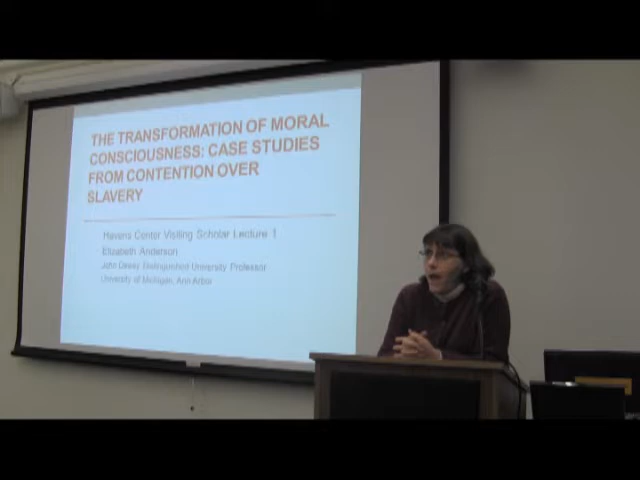 THE TRANSFORMATION OF MORAL
CONSCIOUSNESS: CASE STUDIES
FROM CONTENTION OVER
SLAVERY
Havens Center Visiting Scholar Lecture 1
Elizabeth Anderson
John Dewey Distinguished University Professor
University of Michigan, Ann Arbor